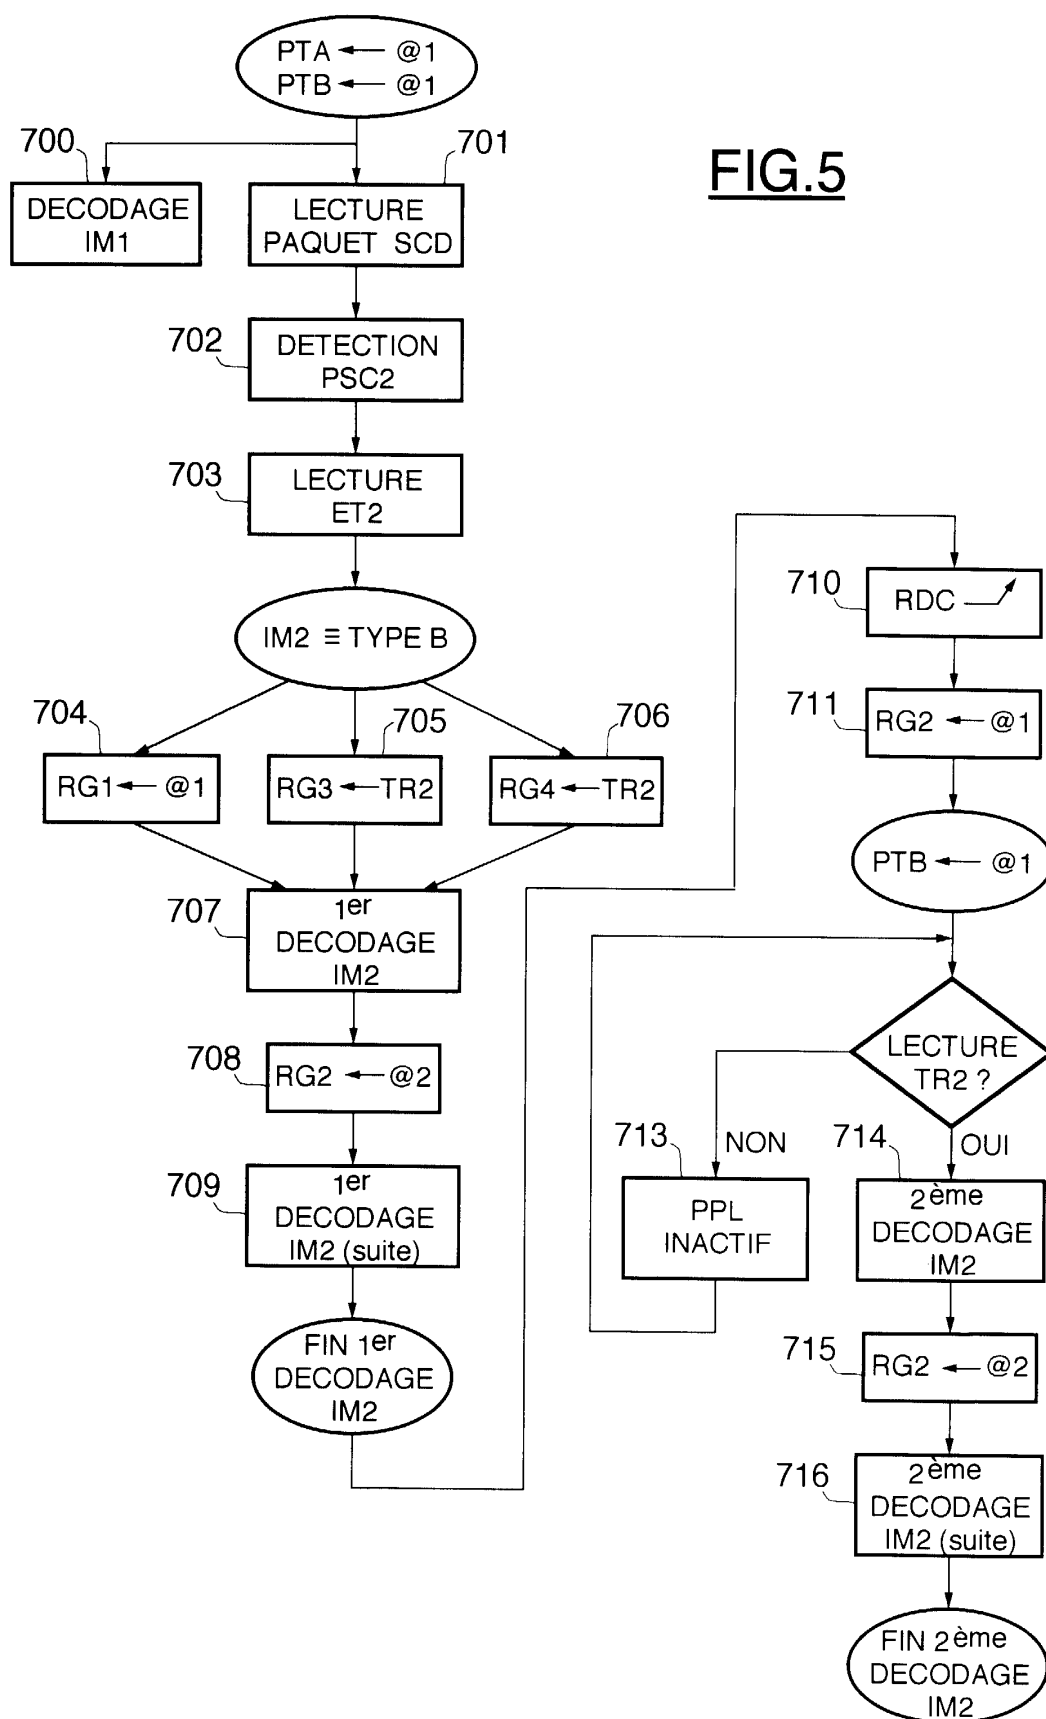 PTA ← @1
PTB ← @1
700
701
FIG.5
DECODAGE
IM1
LECTURE
PAQUET SCD
702
DETECTION
PSC2
703
LECTURE
ET2
IM2 ≡ TYPE B
704
705
706
RG1 ← @1
RG3 ← TR2
RG4 ← TR2
707
1er
DECODAGE
IM2
708
RG2 ← @2
709
1er
DECODAGE
IM2 (suite)
FIN 1er
DECODAGE
IM2
710
RDC
711
RG2 ← @1
PTB ← @1
LECTURE
TR2 ?
713
NON
714
OUI
PPL
INACTIF
2ème
DECODAGE
IM2
715
RG2 ← @2
716
2ème
DECODAGE
IM2 (suite)
FIN 2ème
DECODAGE
IM2